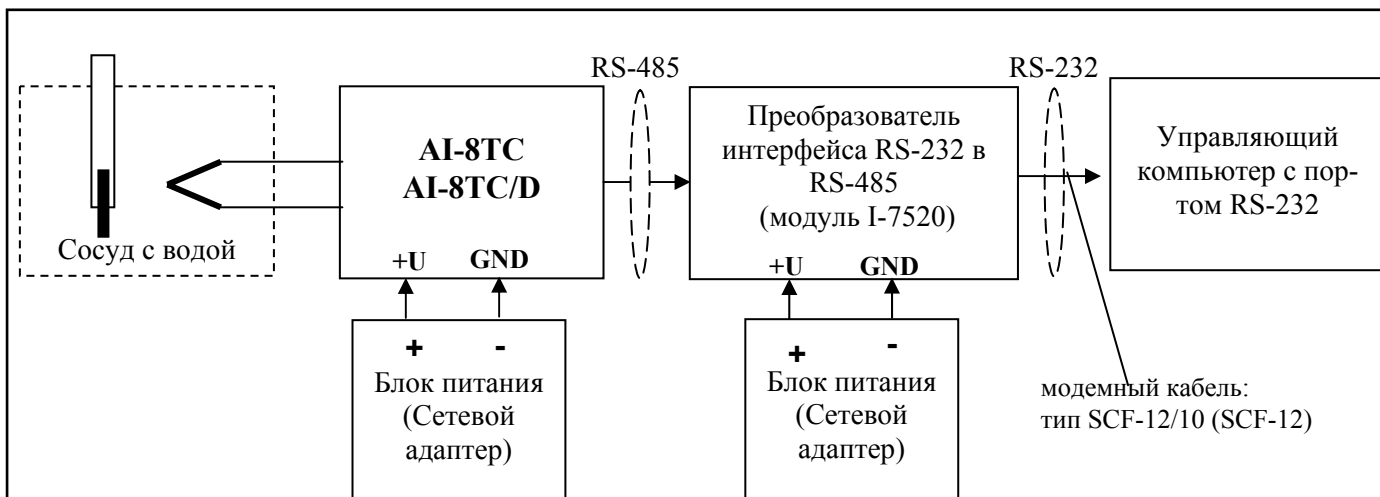 RS-485
RS-232
Сосуд с водой
AI-8TC
AI-8TC/D
+U GND
Преобразователь
интерфейса RS-232 в
RS-485
(модуль I-7520)
+U GND
Управляющий
компьютер с пор-
том RS-232
+ -
Блок питания
(Сетевой
адаптер)
+ -
Блок питания
(Сетевой
адаптер)
модемный кабель:
тип SCF-12/10 (SCF-12)